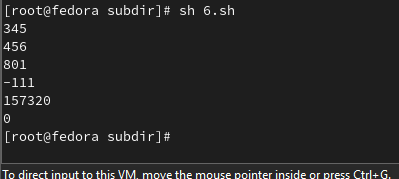 [root@fedora subdir]# sh 6.sh
345
456
801
-111
157320
0
[root@fedora subdir]#
To direct input to this VM, move the mouse pointer inside or press Ctrl+G.